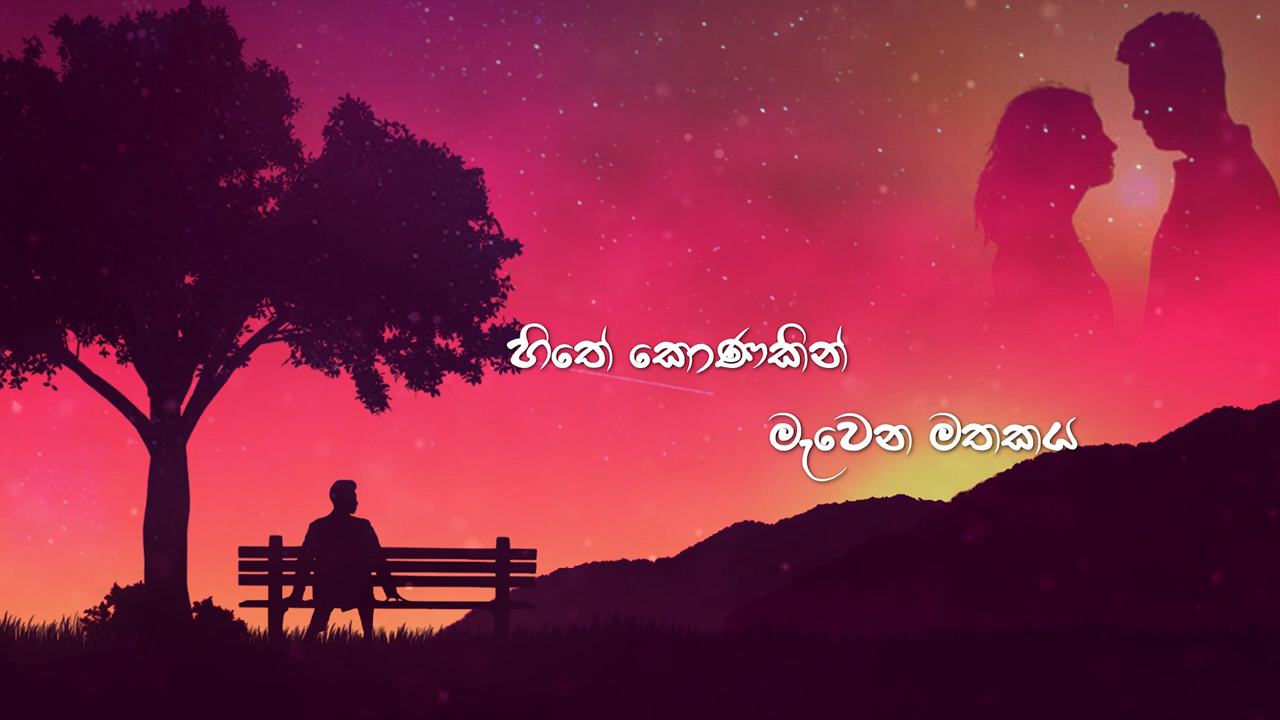 හිතේ කොණකින්
මැවෙන මතකය